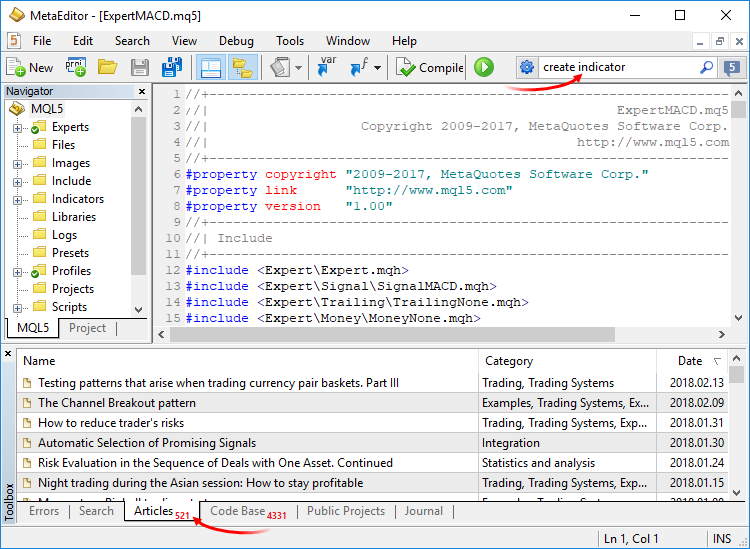 MetaEditor - [ExpertMACD.mq5]
File Edit Search View Debug Tools Window Help
New proj var f Compile create indicator 5
Navigator
MQL5
Experts
Files
Images
Include
Indicators
Libraries
Logs
Presets
Profiles
Projects
Scripts
MQL5 Project
1 //+------------------------------------------------------------------
2 //| ExpertMACD.mq5
3 //| Copyright 2009-2017, MetaQuotes Software Corp.
4 //| http://www.mql5.com
5 //+------------------------------------------------------------------
6 #property copyright "2009-2017, MetaQuotes Software Corp."
7 #property link "http://www.mql5.com"
8 #property version "1.00"
9 //+------------------------------------------------------------------
10 //| Include
11 //+------------------------------------------------------------------
12 #include <Expert\Expert.mqh>
13 #include <Expert\Signal\SignalMACD.mqh>
14 #include <Expert\Trailing\TrailingNone.mqh>
15 #include <Expert\Money\MoneyNone.mqh>
Name Category Date
Testing patterns that arise when trading currency pair baskets. Part III Trading, Trading Systems 2018.02.13
The Channel Breakout pattern Examples, Trading Systems, Ex... 2018.02.09
How to reduce trader's risks Trading, Trading Systems, Exp... 2018.01.31
Automatic Selection of Promising Signals Integration 2018.01.30
Risk Evaluation in the Sequence of Deals with One Asset. Continued Statistics and analysis 2018.01.24
Night trading during the Asian session: How to stay profitable Trading, Trading Systems, Exp... 2018.01.15
Toolbox
Errors Search Articles 521 Code Base 4331 Public Projects Journal
Ln 1, Col 1 INS